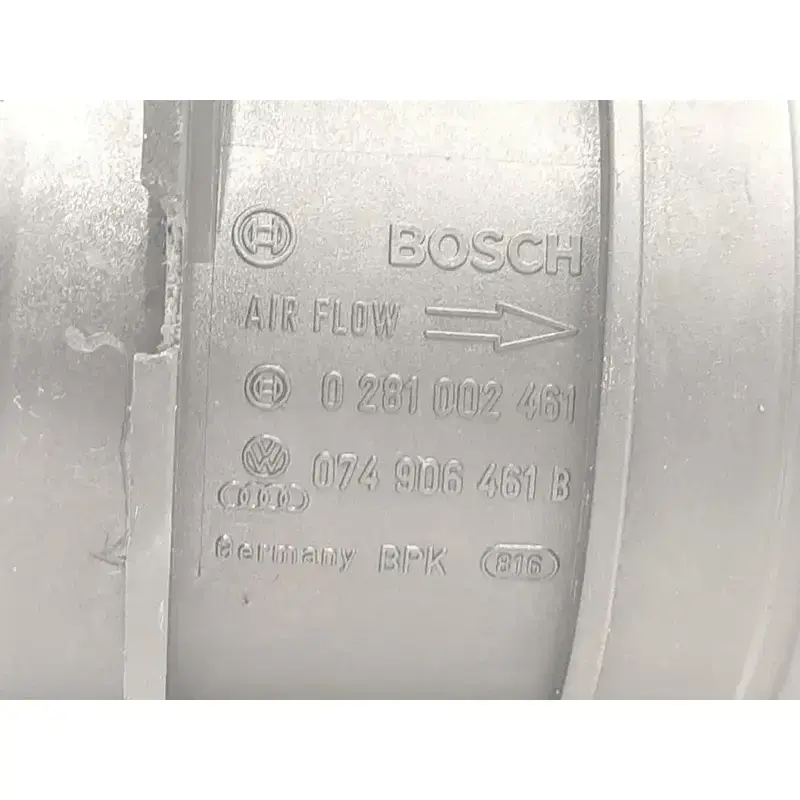 BOSCH
AIR FLOW
0 281 002 461
074 906 461 B
Germany BPK 816